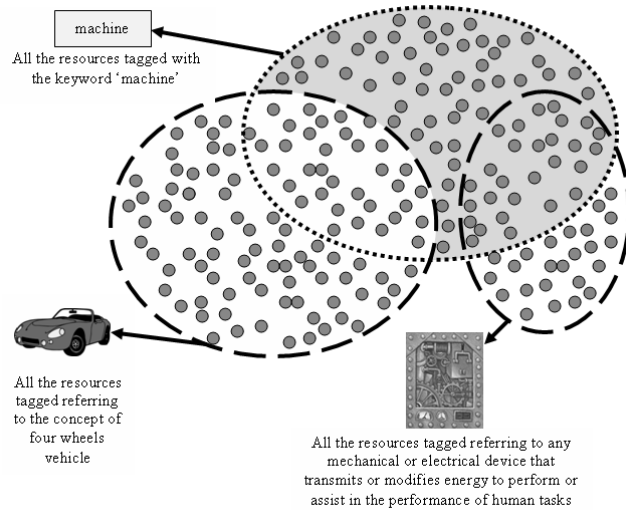 machine
All the resources tagged with
the keyword ‘machine’
All the resources
tagged referring
to the concept of
four wheels
vehicle
All the resources tagged referring to any
mechanical or electrical device that
transmits or modifies energy to perform or
assist in the performance of human tasks